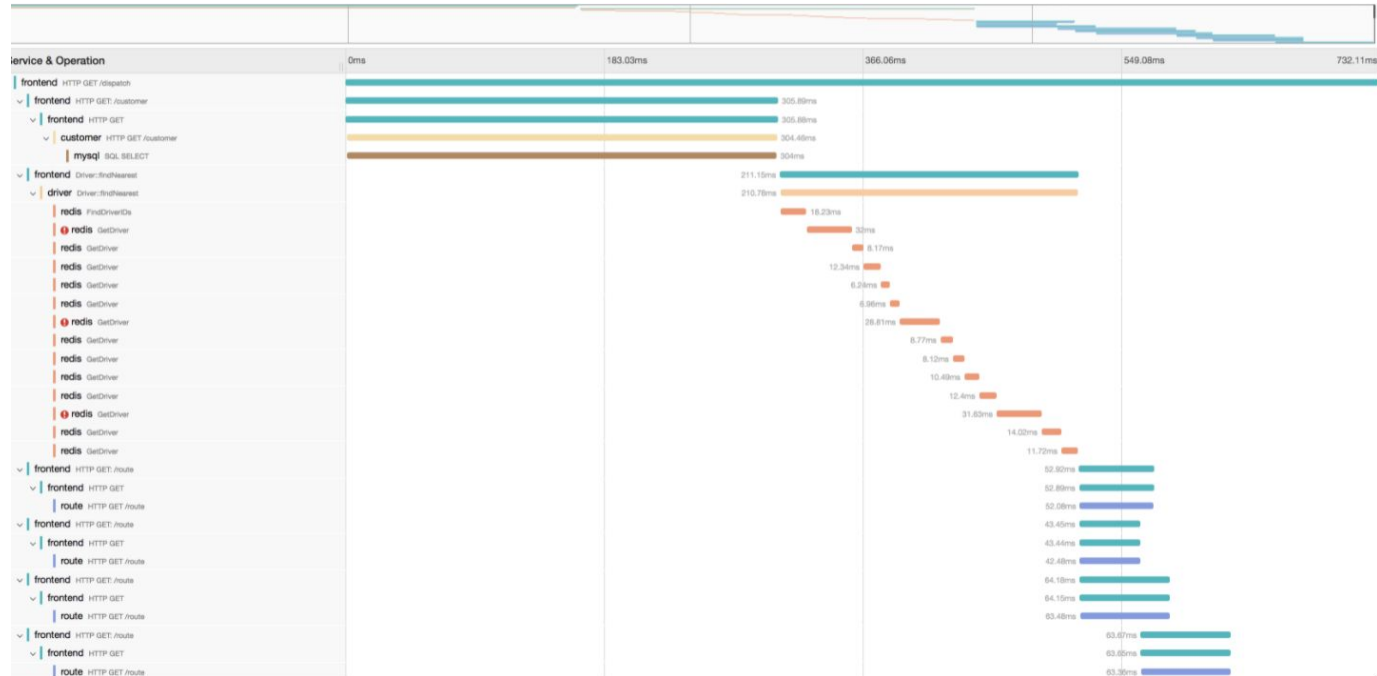 Service & Operation 0ms 183.03ms 366.06ms 549.08ms 732.11ms
frontend HTTP GET /dispatch
frontend HTTP GET: /customer 305.89ms
frontend HTTP GET 305.88ms
customer HTTP GET /customer 304.48ms
mysql SQL SELECT 304ms
frontend Driver::findNearest 211.15ms
driver Driver::findNearest 210.78ms
redis FindDriverIDs 18.23ms
redis GetDriver 32ms
redis GetDriver 8.17ms
redis GetDriver 12.34ms
redis GetDriver 6.24ms
redis GetDriver 6.96ms
redis GetDriver 28.81ms
redis GetDriver 8.77ms
redis GetDriver 8.12ms
redis GetDriver 10.49ms
redis GetDriver 12.4ms
redis GetDriver 31.83ms
redis GetDriver 14.02ms
redis GetDriver 11.72ms
frontend HTTP GET: /route 52.92ms
frontend HTTP GET 52.89ms
route HTTP GET /route 52.08ms
frontend HTTP GET: /route 43.45ms
frontend HTTP GET 43.44ms
route HTTP GET /route 42.48ms
frontend HTTP GET: /route 64.18ms
frontend HTTP GET 64.15ms
route HTTP GET /route 63.48ms
frontend HTTP GET: /route 63.67ms
frontend HTTP GET 63.65ms
route HTTP GET /route 63.36ms